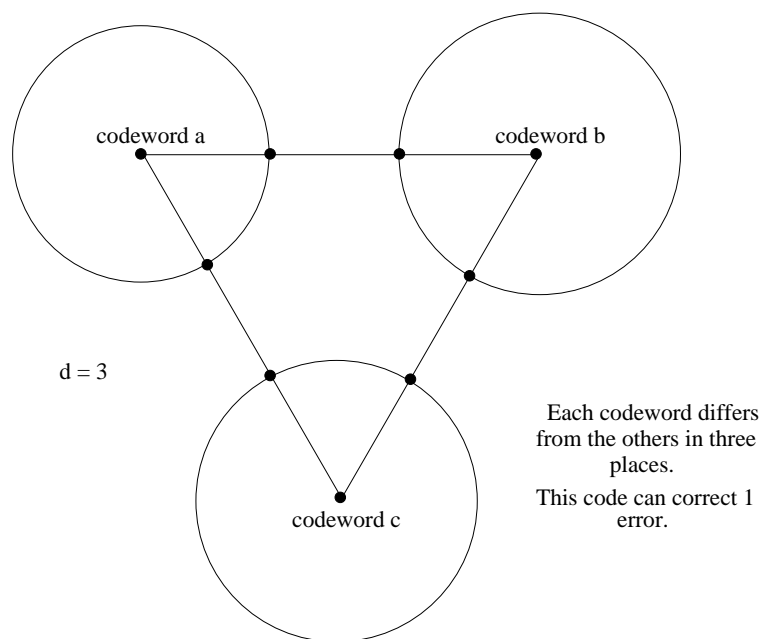 codeword a
codeword b
d = 3
Each codeword differs
from the others in three
places.
This code can correct 1
error.
codeword c